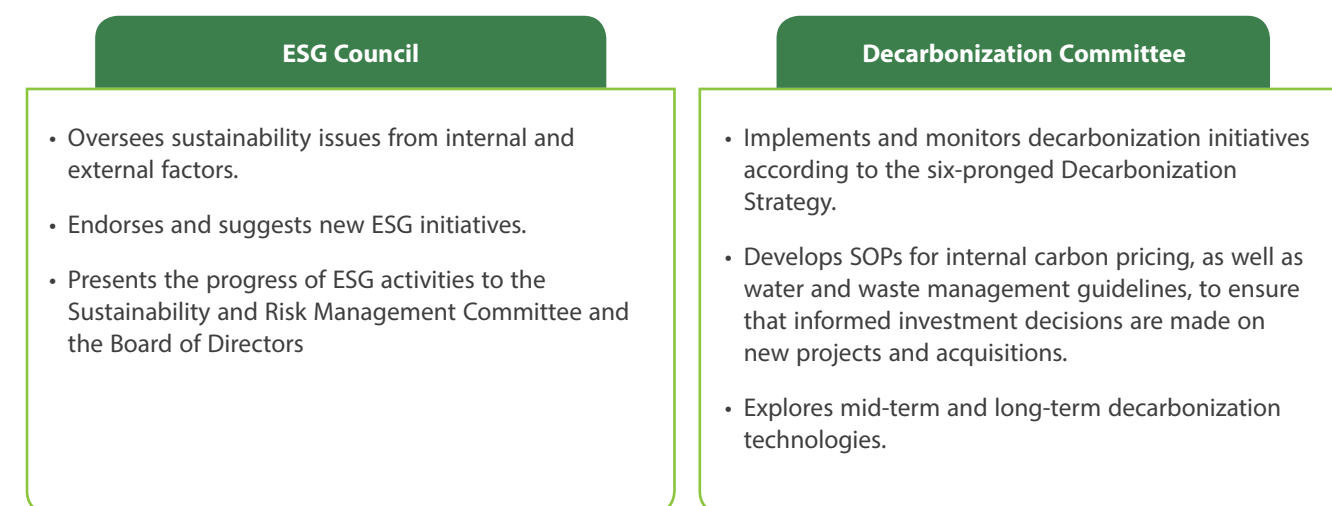 ESG Council
• Oversees sustainability issues from internal and
external factors.
• Endorses and suggests new ESG initiatives.
• Presents the progress of ESG activities to the
Sustainability and Risk Management Committee and
the Board of Directors
Decarbonization Committee
• Implements and monitors decarbonization initiatives
according to the six-pronged Decarbonization
Strategy.
• Develops SOPs for internal carbon pricing, as well as
water and waste management guidelines, to ensure
that informed investment decisions are made on
new projects and acquisitions.
• Explores mid-term and long-term decarbonization
technologies.